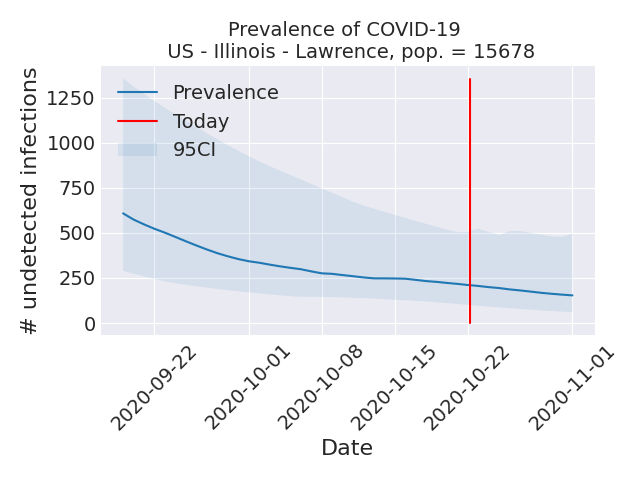 Prevalence of COVID-19
US - Illinois - Lawrence, pop. = 15678
Prevalence
Today
95CI
# undetected infections
1250
1000
750
500
250
0
2020-09-22
2020-10-01
2020-10-08
2020-10-15
2020-10-22
2020-11-01
Date